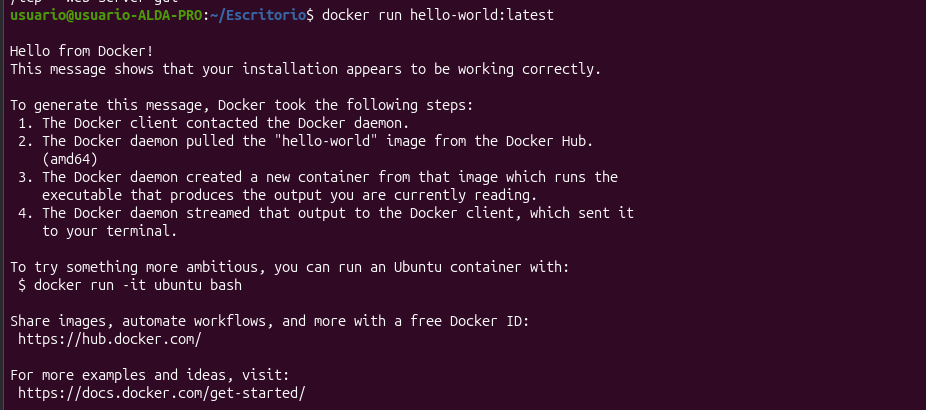 usuario@usuario-ALDA-PRO:~/Escritorio$ docker run hello-world:latest
Hello from Docker!
This message shows that your installation appears to be working correctly.
To generate this message, Docker took the following steps:
1. The Docker client contacted the Docker daemon.
2. The Docker daemon pulled the "hello-world" image from the Docker Hub.
(amd64)
3. The Docker daemon created a new container from that image which runs the
executable that produces the output you are currently reading.
4. The Docker daemon streamed that output to the Docker client, which sent it
to your terminal.
To try something more ambitious, you can run an Ubuntu container with:
$ docker run -it ubuntu bash
Share images, automate workflows, and more with a free Docker ID:
https://hub.docker.com/
For more examples and ideas, visit:
https://docs.docker.com/get-started/